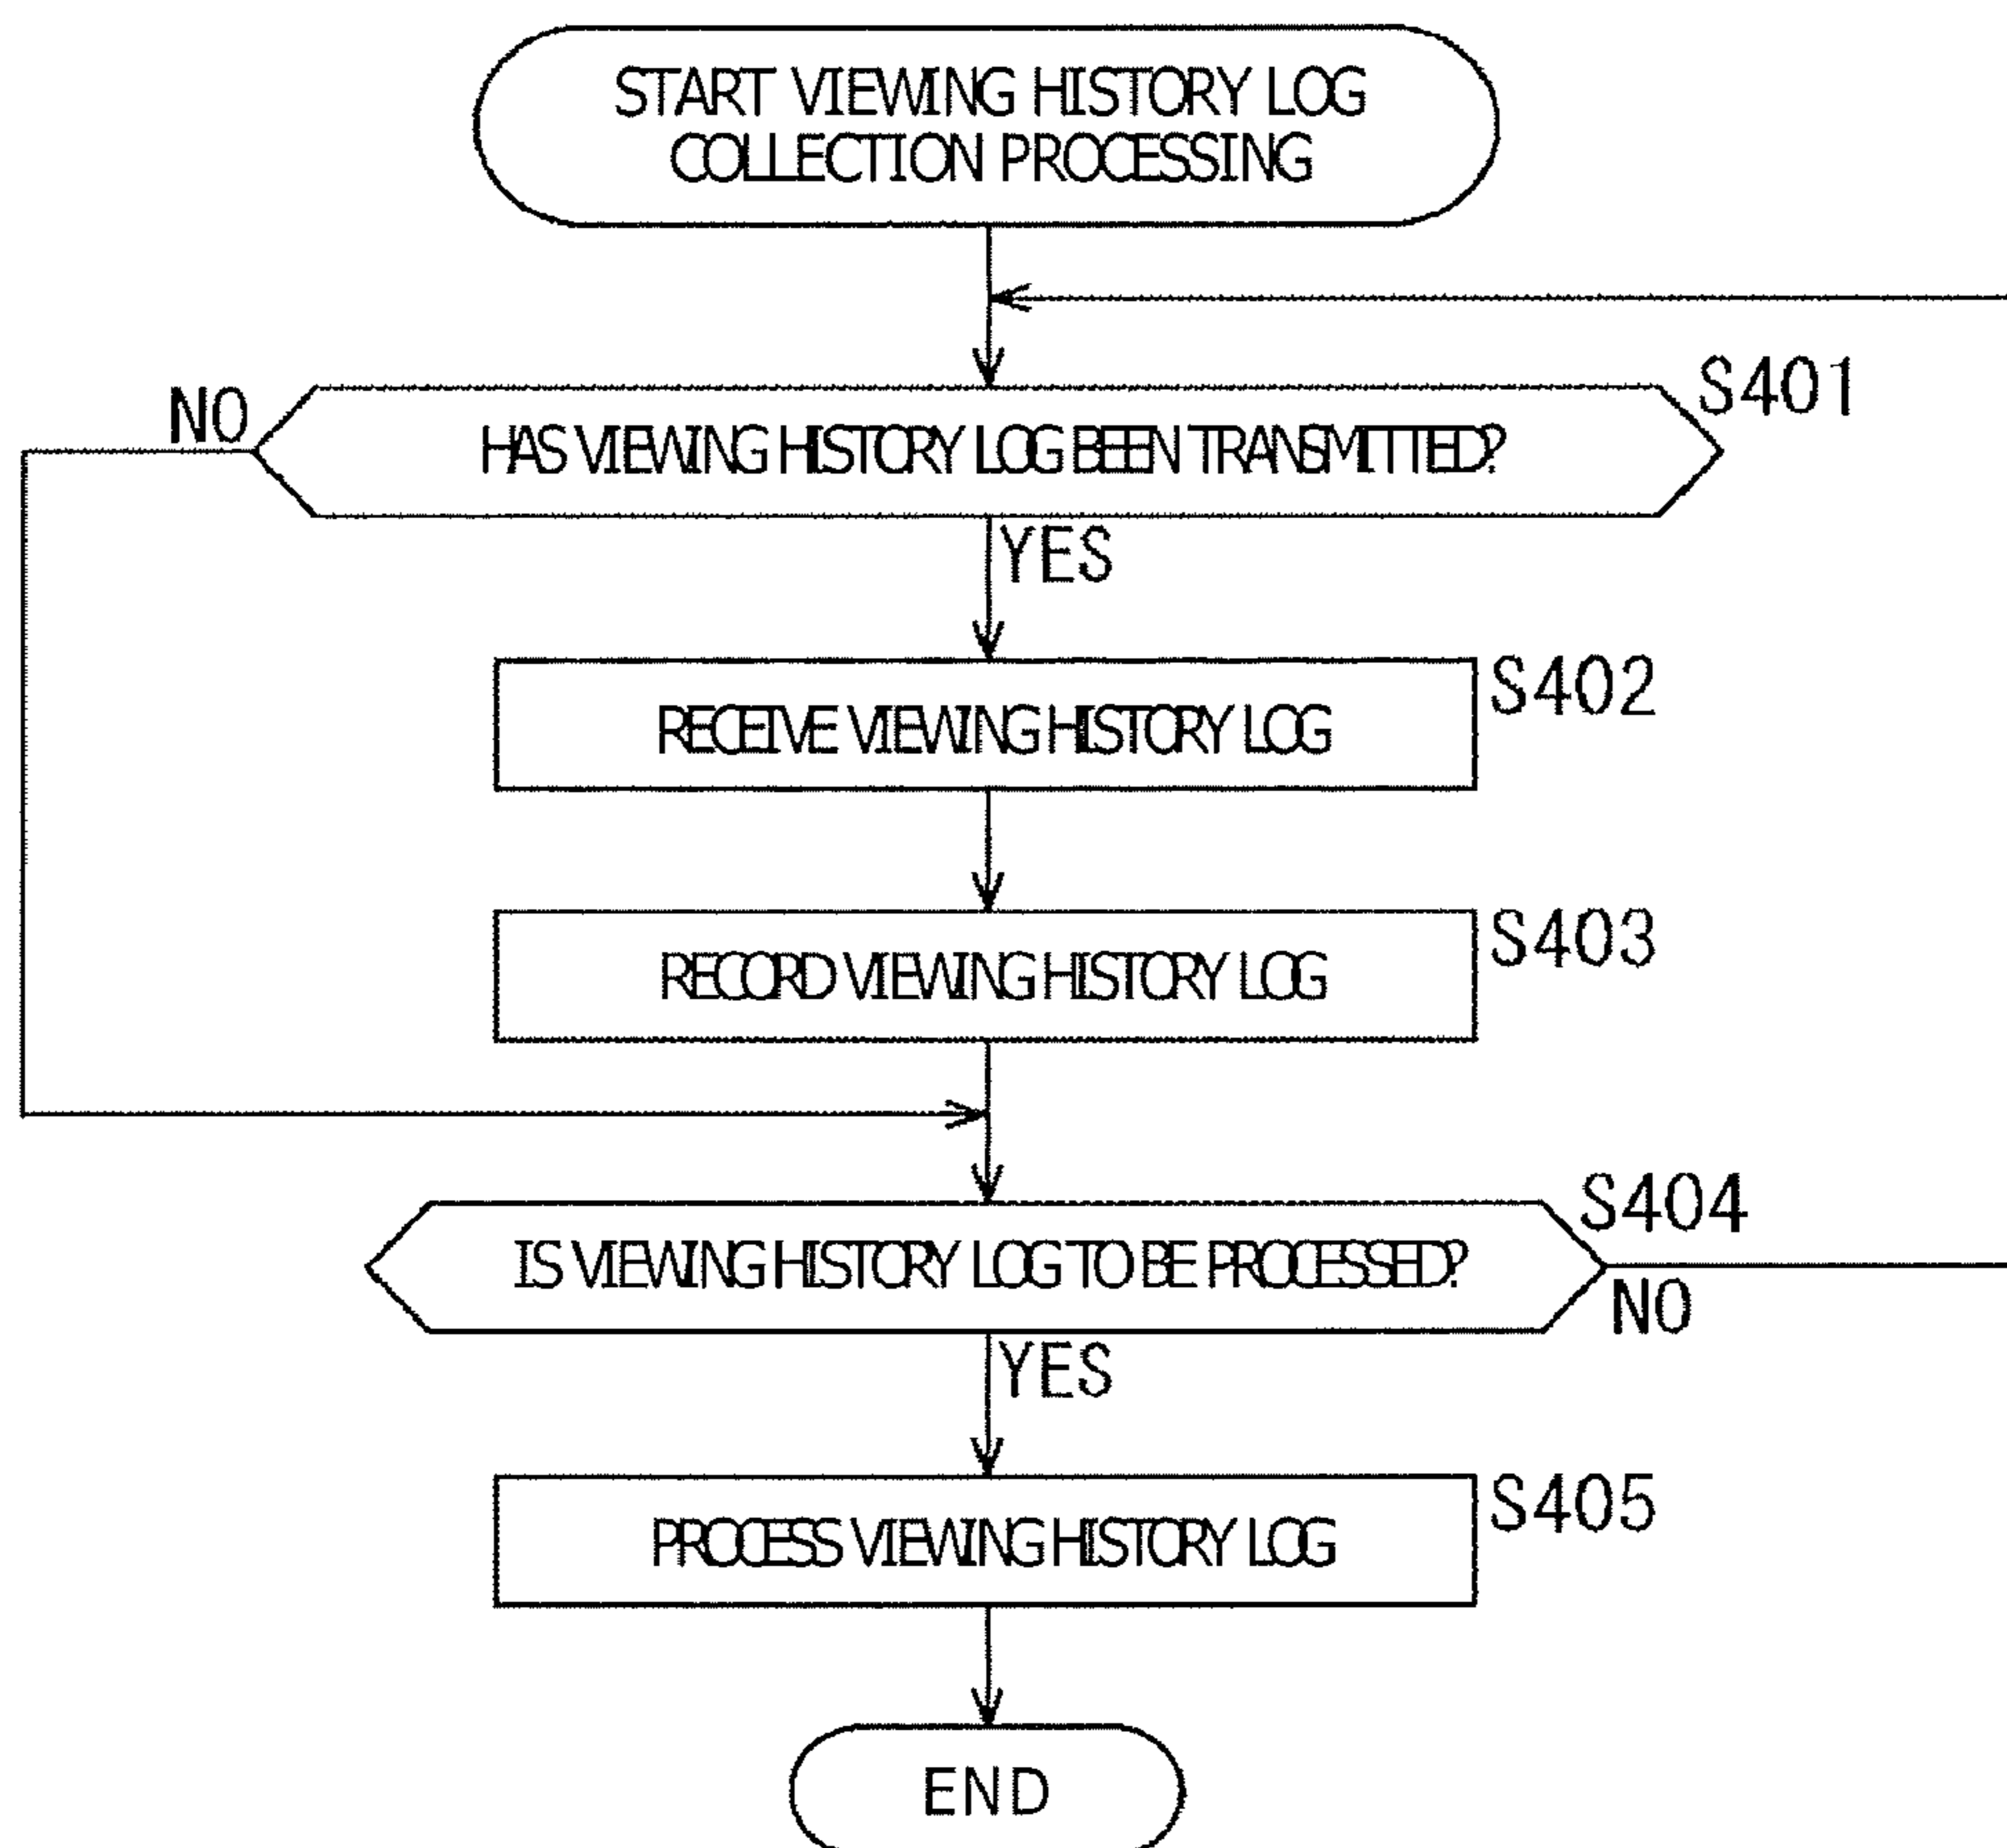 START VIEWING HISTORY LOG
COLLECTION PROCESSING
NO
S401
HAS VIEWING HISTORY LOG BEEN TRANSMITTED?
YES
S402
RECEIVE VIEWING HISTORY LOG
S403
RECORD VIEWING HISTORY LOG
S404
IS VIEWING HISTORY LOG TO BE PROCESSED?
NO
YES
S405
PROCESS VIEWING HISTORY LOG
END